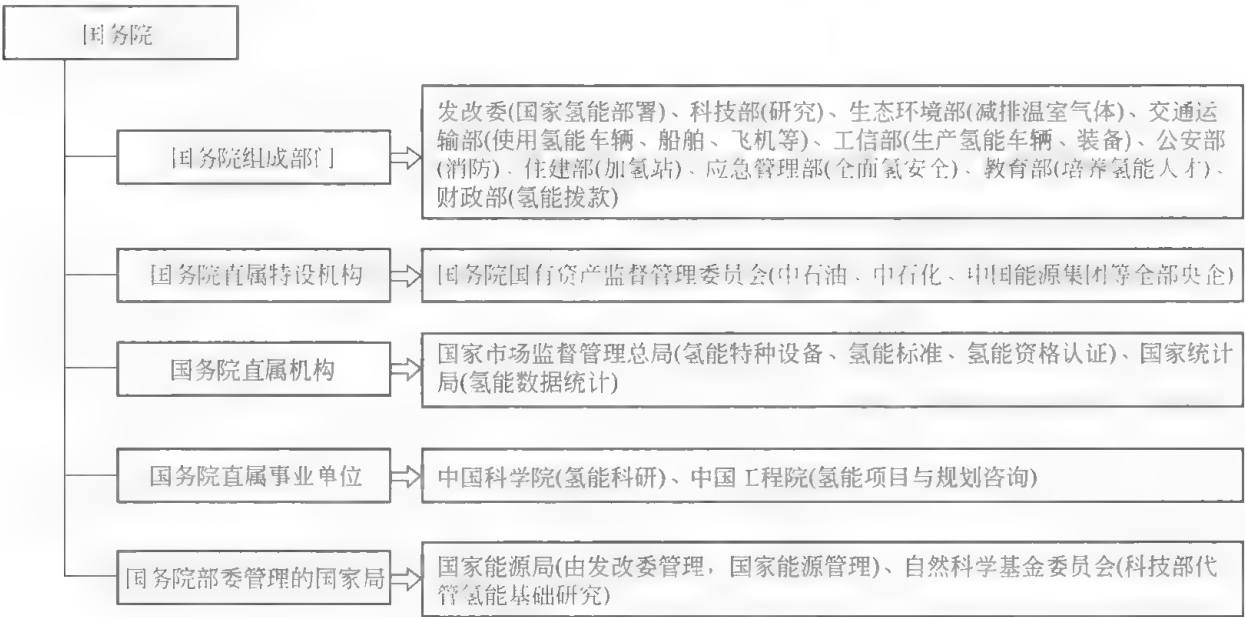 国务院
国务院组成部门
发改委(国家氢能部署)、科技部(研究)、生态环境部(减排温室气体)、交通运
输部(使用氢能车辆、船舶、飞机等)、工信部(生产氢能车辆、装备)、公安部
(消防)、住建部(加氢站)、应急管理部(全面氢安全)、教育部(培养氢能人才)、
财政部(氢能拨款)
国务院直属特设机构
国务院国有资产监督管理委员会(中石油、中石化、中国能源集团等全部央企)
国务院直属机构
国家市场监督管理总局(氢能特种设备、氢能标准、氢能资格认证)、国家统计
局(氢能数据统计)
国务院直属事业单位
中国科学院(氢能科研)、中国工程院(氢能项目与规划咨询)
国务院部委管理的国家局
国家能源局(由发改委管理，国家能源管理)、自然科学基金委员会(科技部代
管氢能基础研究)